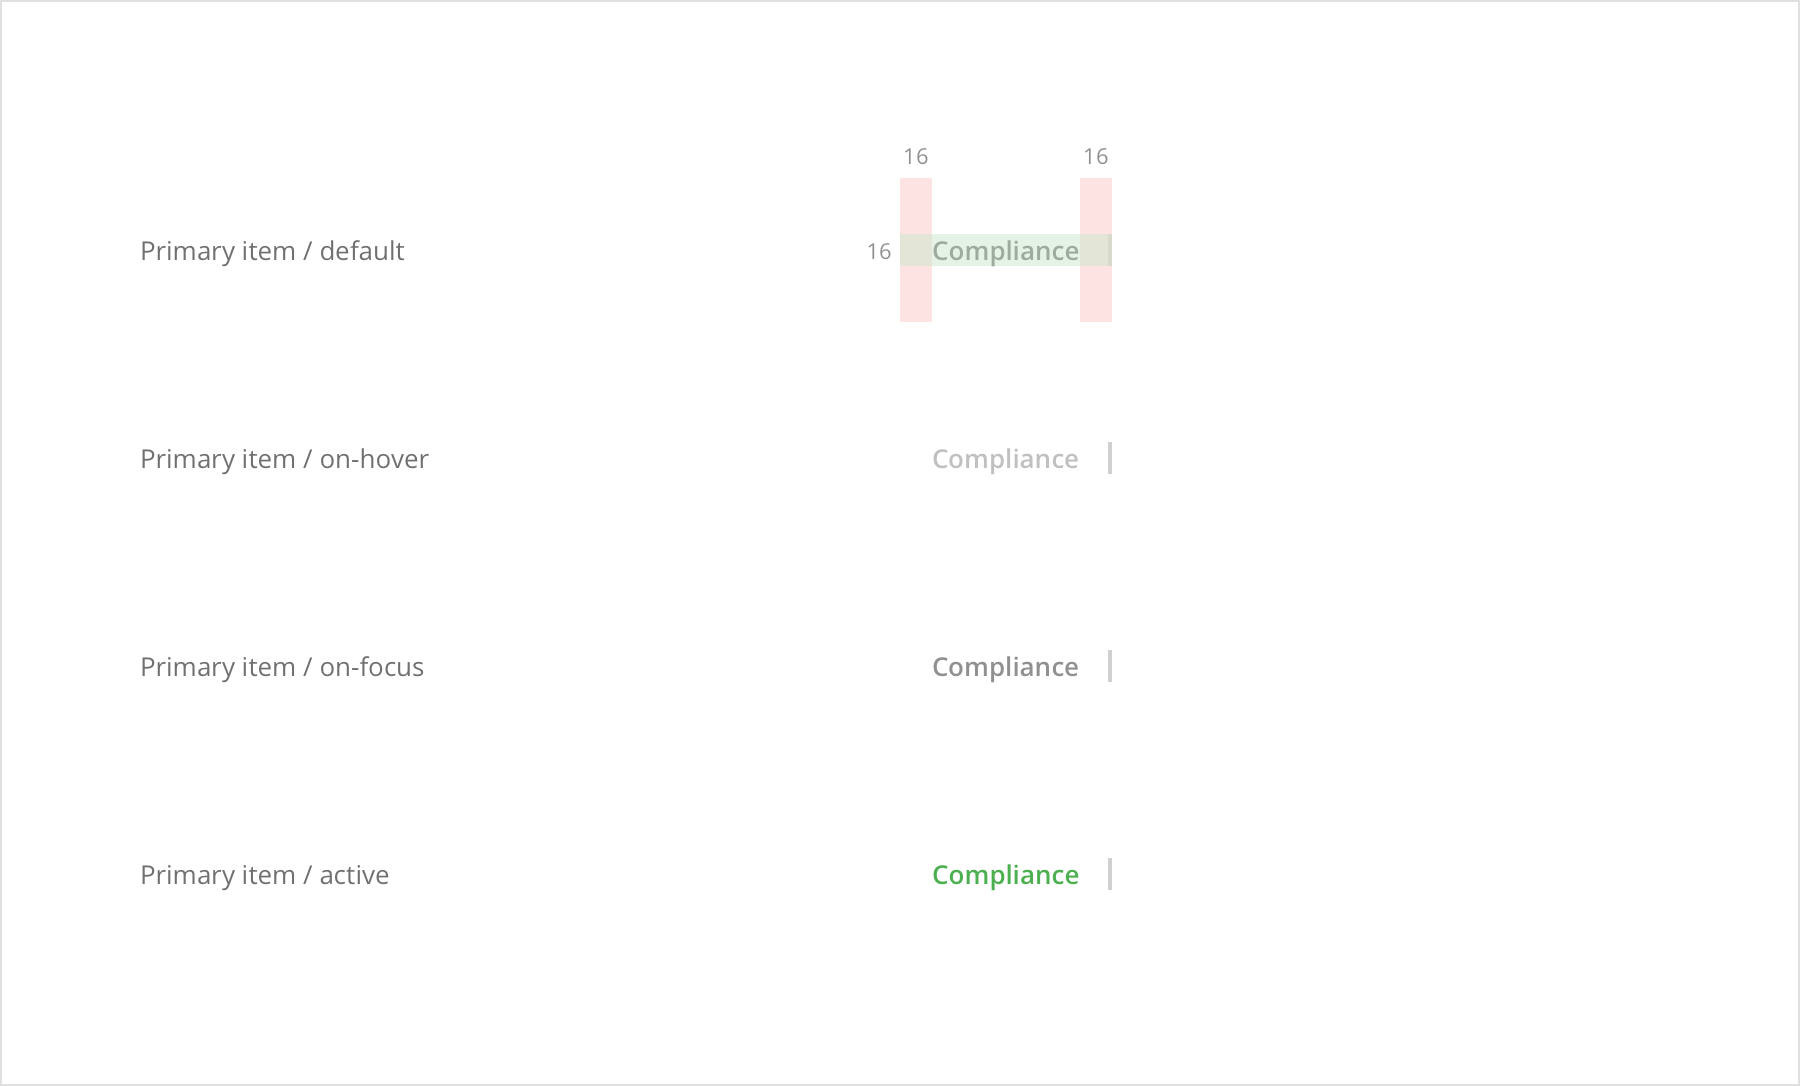 16 16
Primary item / default 16 Compliance
Primary item / on-hover Compliance
Primary item / on-focus Compliance
Primary item / active Compliance